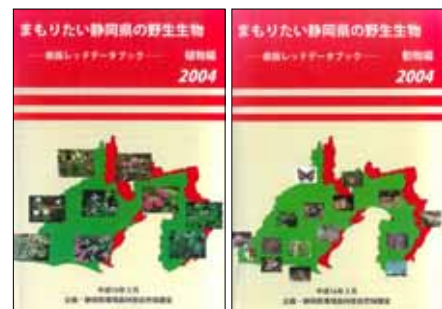 まもりたい静岡県の野生生物
―県版レッドデータブック― 植物編
2004
平成16年3月
企画・静岡県環境森林部自然保護室
まもりたい静岡県の野生生物
―県版レッドデータブック― 動物編
2004
平成16年3月
企画・静岡県環境森林部自然保護室